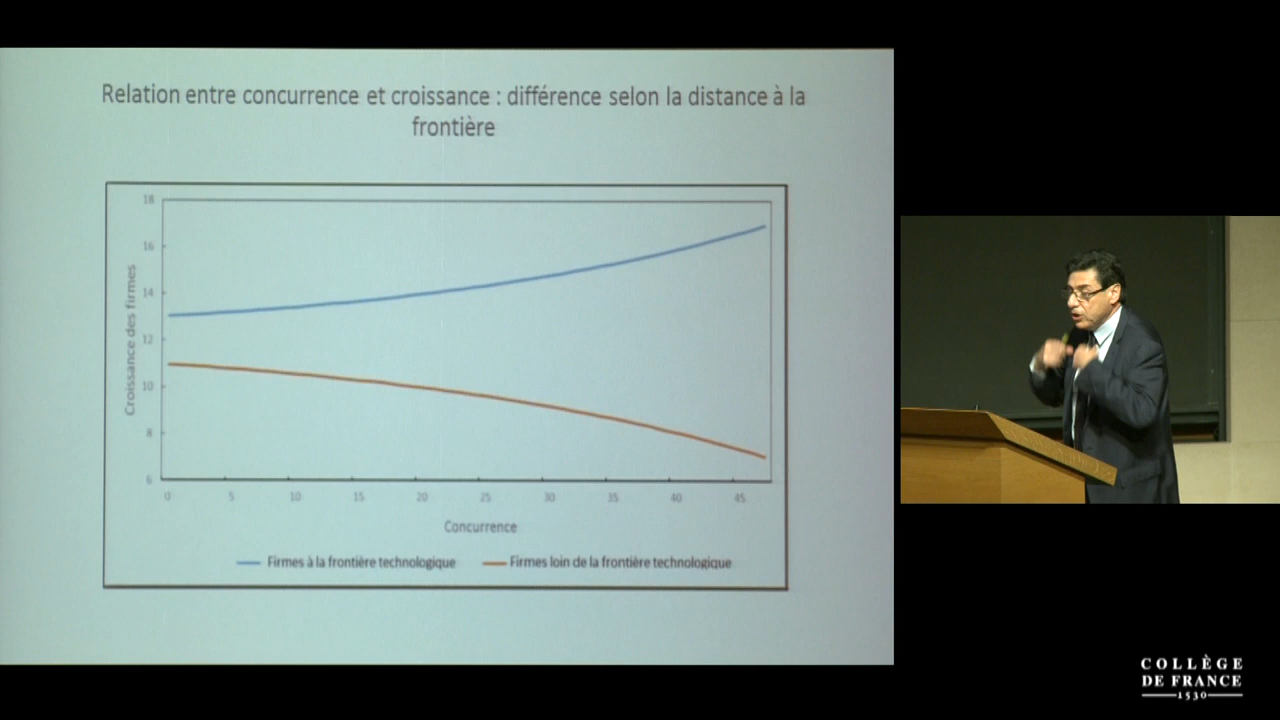 Relation entre concurrence et croissance : différence selon la distance à la
frontière
18
16
14
12
10
8
6
Croissance des firmes
0 5 10 15 20 25 30 35 40 45
Concurrence
Firmes à la frontière technologique Firmes loin de la frontière technologique
COLLÈGE
DE FRANCE
1530